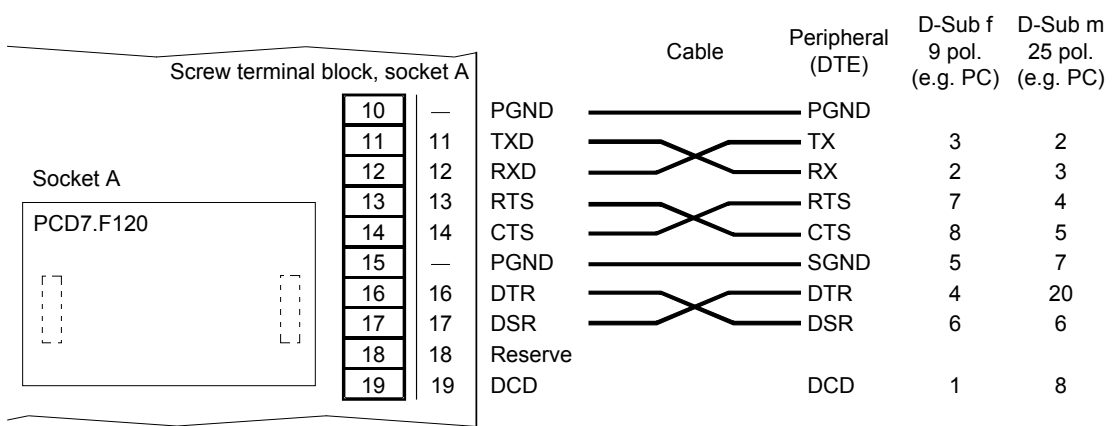 D-Sub f D-Sub m
Cable Peripheral 9 pol. 25 pol.
(DTE) (e.g. PC) (e.g. PC)
Screw terminal block, socket A
10 — PGND PGND
11 11 TXD TX 3 2
12 12 RXD RX 2 3
Socket A
13 13 RTS RTS 7 4
PCD7.F120
14 14 CTS CTS 8 5
15 — PGND SGND 5 7
16 16 DTR DTR 4 20
17 17 DSR DSR 6 6
18 18 Reserve
19 19 DCD DCD 1 8